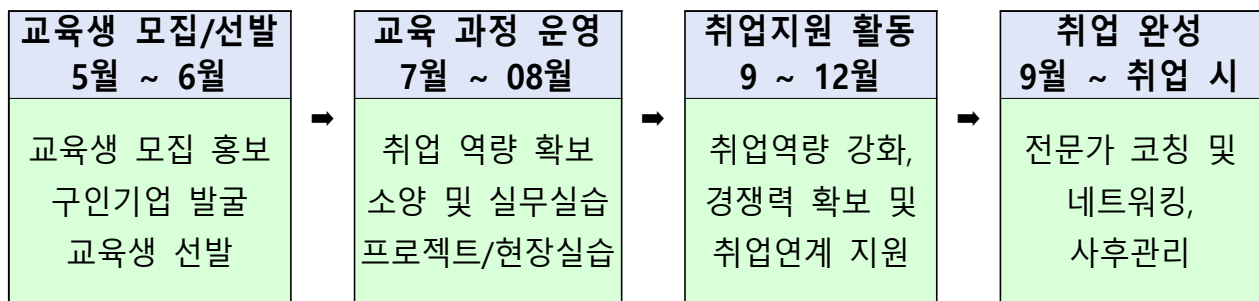 교육생 모집/선발
5월 ~ 6월
교육생 모집 홍보
구인기업 발굴
교육생 선발
➡
교육 과정 운영
7월 ~ 08월
취업 역량 확보
소양 및 실무실습
프로젝트/현장실습
➡
취업지원 활동
9 ~ 12월
취업역량 강화,
경쟁력 확보 및
취업연계 지원
➡
취업 완성
9월 ~ 취업 시
전문가 코칭 및
네트워킹,
사후관리